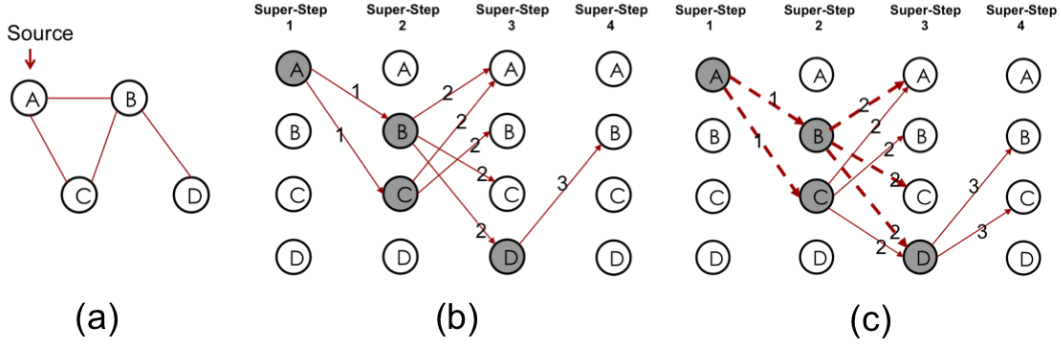 Source
A
B
C
D
(a)
Super-Step Super-Step Super-Step Super-Step
1 2 3 4
A A A A
1 2
B B B B
1 2 2
2 3
C C C C
2
D D D D
(b)
Super-Step Super-Step Super-Step Super-Step
1 2 3 4
A A A A
1 2
2
B B B B
1 2
2 3
C C C C
2 3
2
D D D D
(c)